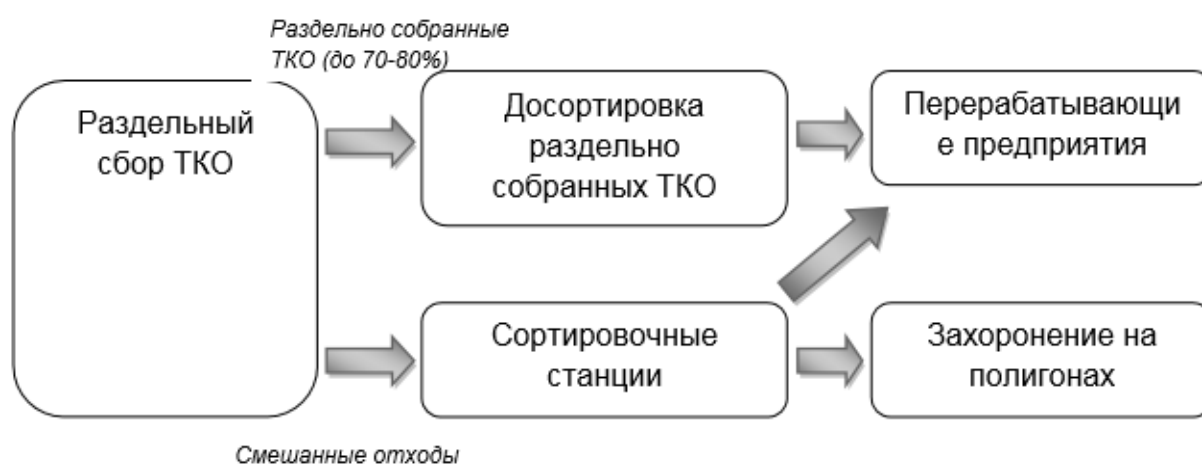 Раздельно собранные
ТКО (до 70-80%)
Раздельный
сбор ТКО
Досортировка
раздельно
собранных ТКО
Перерабатывающи
е предприятия
Сортировочные
станции
Захоронение на
полигонах
Смешанные отходы